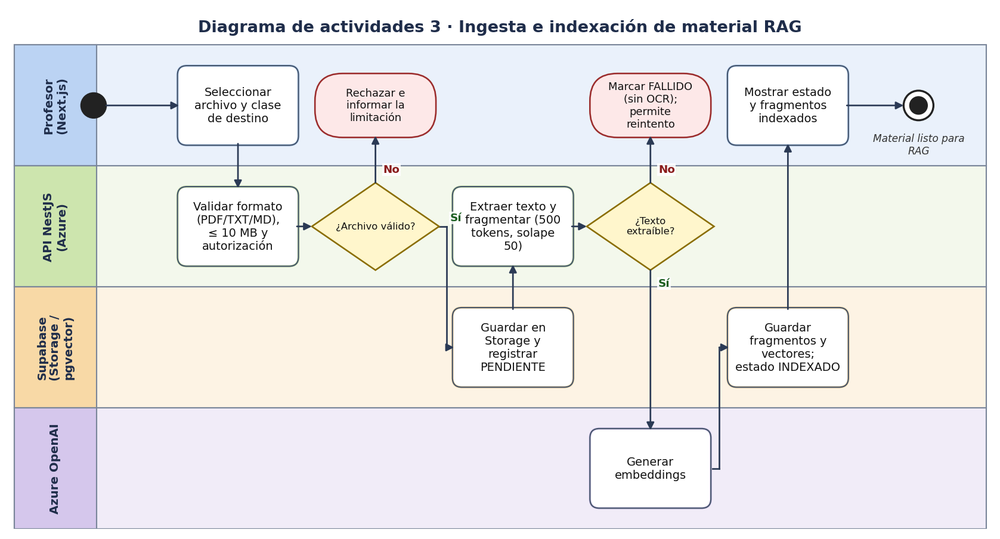 Diagrama de actividades 3 · Ingesta e indexación de material RAG
Profesor
(Next.js)
Seleccionar
archivo y clase
de destino
Rechazar e
informar la
limitación
Marcar FALLIDO
(sin OCR);
permite
reintento
Mostrar estado
y fragmentos
indexados
Material listo para
RAG
No
No
API NestJS
(Azure)
Validar formato
(PDF/TXT/MD),
≤ 10 MB y
autorización
¿Archivo válido?
Sí
Extraer texto y
fragmentar (500
tokens, solape
50)
¿Texto
extraíble?
Sí
Supabase
(Storage /
pgvector)
Guardar en
Storage y
registrar
PENDIENTE
Guardar
fragmentos y
vectores;
estado INDEXADO
Azure OpenAI
Generar
embeddings